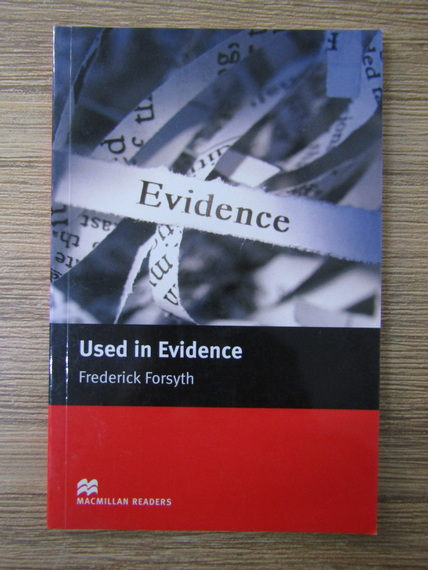 Evidence
Used in Evidence
Frederick Forsyth
MACMILLAN READERS